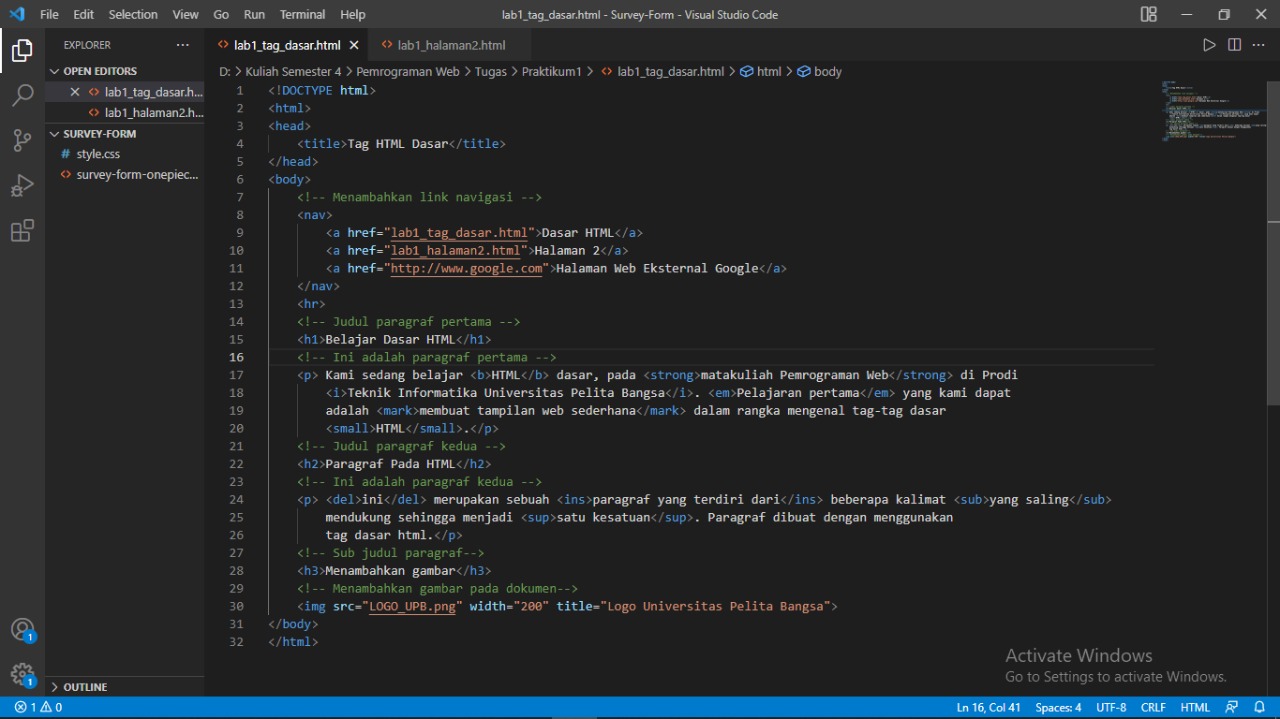 File Edit Selection View Go Run Terminal Help lab1_tag_dasar.html - Survey-Form - Visual Studio Code
EXPLORER
OPEN EDITORS
lab1_tag_dasar.h...
lab1_halaman2.h...
SURVEY-FORM
# style.css
survey-form-onepiec...
OUTLINE
lab1_tag_dasar.html lab1_halaman2.html
D: > Kuliah Semester 4 > Pemrograman Web > Tugas > Praktikum1 > lab1_tag_dasar.html > html > body
1 <!DOCTYPE html>
2 <html>
3 <head>
4 <title>Tag HTML Dasar</title>
5 </head>
6 <body>
7 <!-- Menambahkan link navigasi -->
8 <nav>
9 <a href="lab1_tag_dasar.html">Dasar HTML</a>
10 <a href="lab1_halaman2.html">Halaman 2</a>
11 <a href="http://www.google.com">Halaman Web Eksternal Google</a>
12 </nav>
13 <hr>
14 <!-- Judul paragraf pertama -->
15 <h1>Belajar Dasar HTML</h1>
16 <!-- Ini adalah paragraf pertama -->
17 <p> Kami sedang belajar <b>HTML</b> dasar, pada <strong>matakuliah Pemrograman Web</strong> di Prodi
18 <i>Teknik Informatika Universitas Pelita Bangsa</i>. <em>Pelajaran pertama</em> yang kami dapat
19 adalah <mark>membuat tampilan web sederhana</mark> dalam rangka mengenal tag-tag dasar
20 <small>HTML</small>.</p>
21 <!-- Judul paragraf kedua -->
22 <h2>Paragraf Pada HTML</h2>
23 <!-- Ini adalah paragraf kedua -->
24 <p> <del>ini</del> merupakan sebuah <ins>paragraf yang terdiri dari</ins> beberapa kalimat <sub>yang saling</sub>
25 mendukung sehingga menjadi <sup>satu kesatuan</sup>. Paragraf dibuat dengan menggunakan
26 tag dasar html.</p>
27 <!-- Sub judul paragraf-->
28 <h3>Menambahkan gambar</h3>
29 <!-- Menambahkan gambar pada dokumen-->
30 <img src="LOGO_UPB.png" width="200" title="Logo Universitas Pelita Bangsa">
31 </body>
32 </html>
Activate Windows
Go to Settings to activate Windows.
1
1
1 0 Ln 16, Col 41 Spaces: 4 UTF-8 CRLF HTML